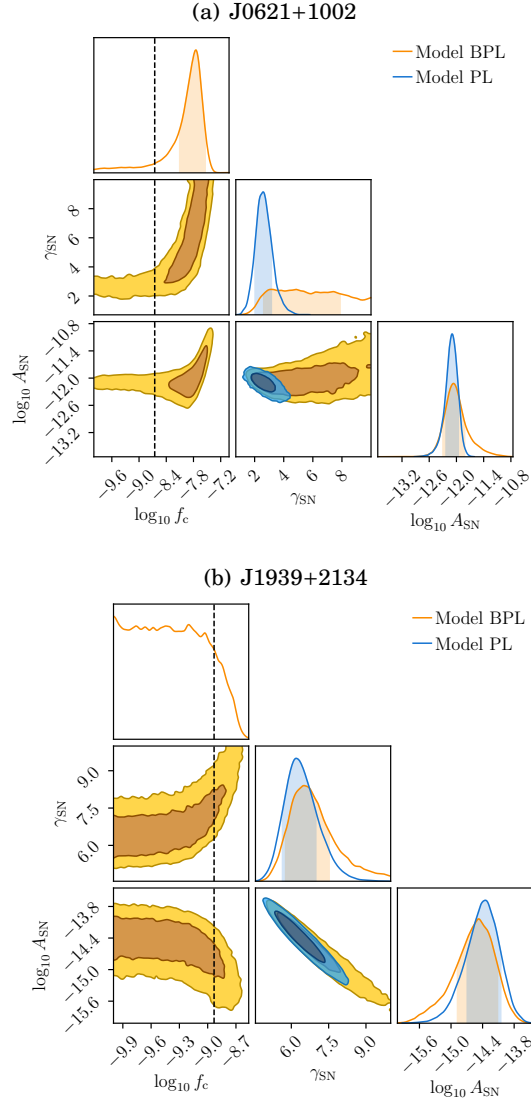 (a) J0621+1002
Model BPL
Model PL
γSN
8
6
4
2
log10 ASN
−10.8
−11.4
−12.0
−12.6
−13.2
−9.6 −9.0 −8.4 −7.8 −7.2
log10 fc
2 4 6 8
γSN
−13.2 −12.6 −12.0 −11.4 −10.8
log10 ASN
(b) J1939+2134
Model BPL
Model PL
γSN
9.0
7.5
6.0
log10 ASN
−13.8
−14.4
−15.0
−15.6
−9.9 −9.6 −9.3 −9.0 −8.7
log10 fc
6.0 7.5 9.0
γSN
−15.6 −15.0 −14.4 −13.8
log10 ASN